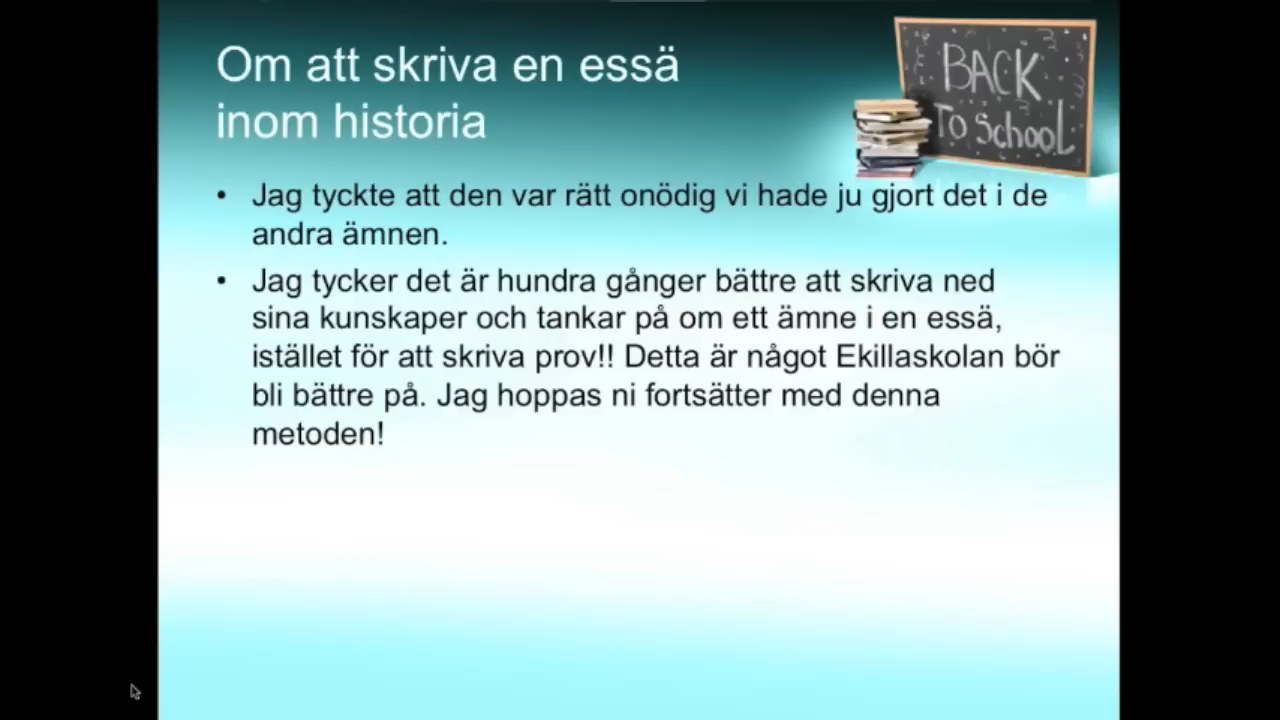 Om att skriva en essä
inom historia
BACK
To School
• Jag tyckte att den var rätt onödig vi hade ju gjort det i de
andra ämnen.
• Jag tycker det är hundra gånger bättre att skriva ned
sina kunskaper och tankar på om ett ämne i en essä,
istället för att skriva prov!! Detta är något Ekillaskolan bör
bli bättre på. Jag hoppas ni fortsätter med denna
metoden!